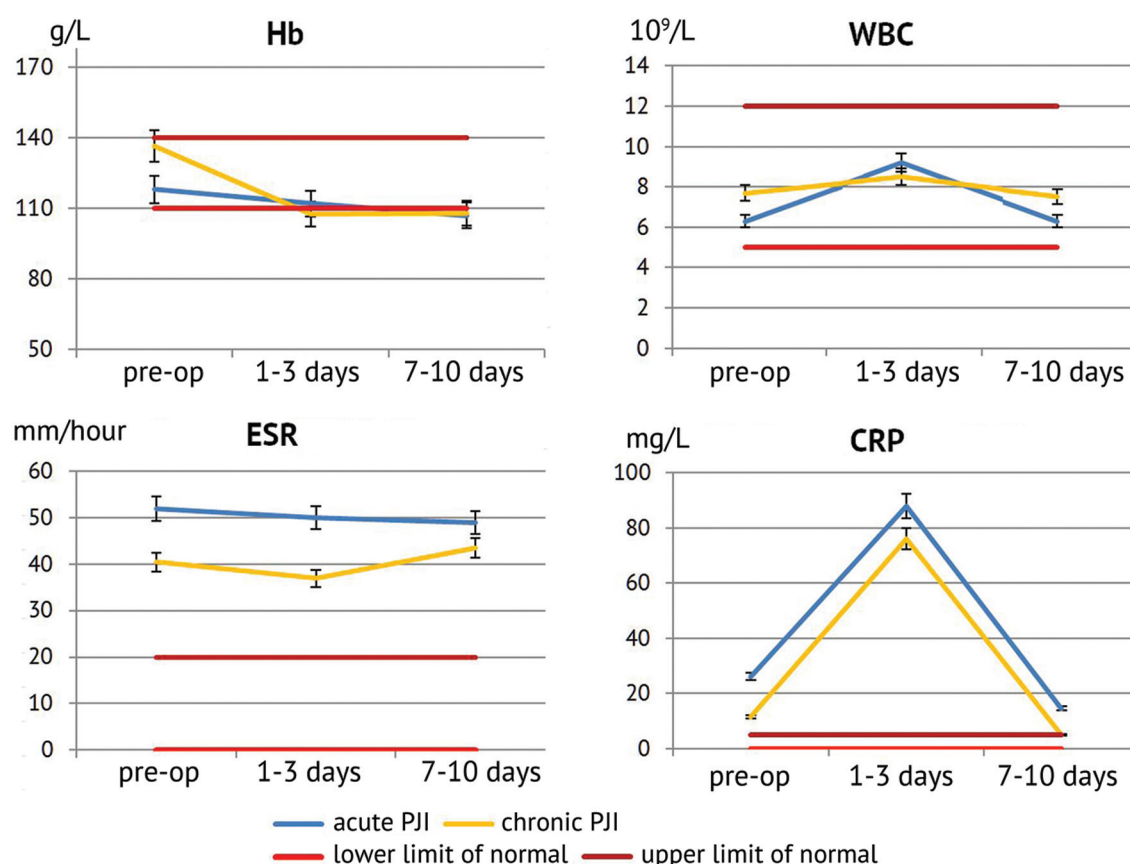 g/L
Hb
170
140
110
80
50
pre-op 1-3 days 7-10 days
10⁹/L
WBC
14
12
10
8
6
4
2
0
pre-op 1-3 days 7-10 days
mm/hour
ESR
60
50
40
30
20
10
0
pre-op 1-3 days 7-10 days
mg/L
CRP
100
80
60
40
20
0
pre-op 1-3 days 7-10 days
acute PJI chronic PJI
lower limit of normal upper limit of normal